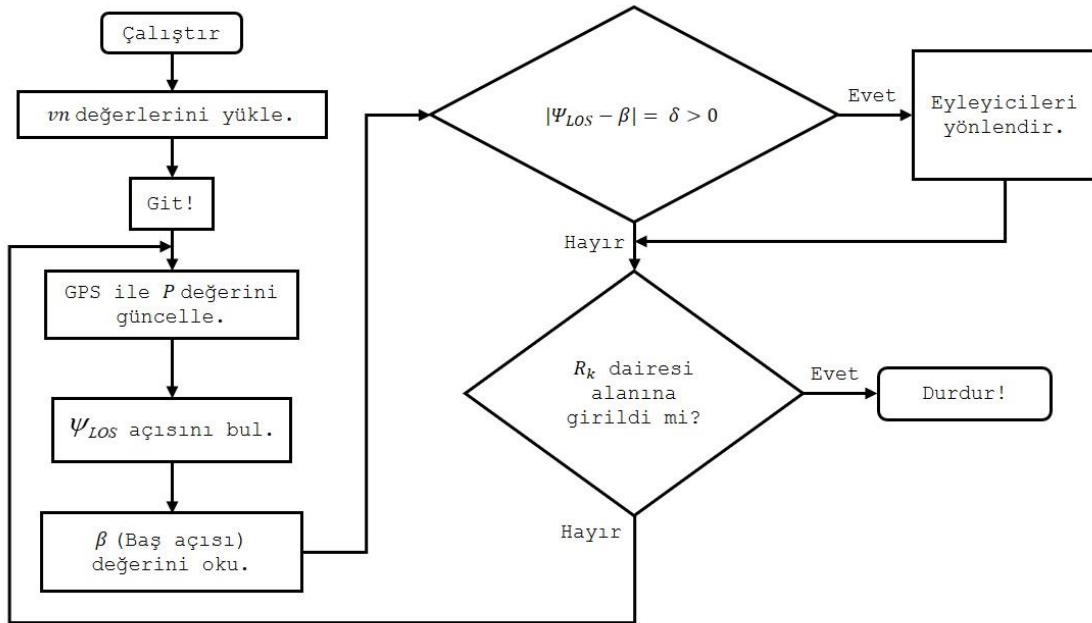 Çalıştır
vn değerlerini yükle.
Git!
GPS ile P değerini
güncelle.
Ψ_LOS açısını bul.
β (Baş açısı)
değerini oku.
|Ψ_LOS − β| = δ > 0
Evet
Eyleyicileri
yönlendir.
Hayır
R_k dairesi
alanına
girildi mi?
Evet
Durdur!
Hayır